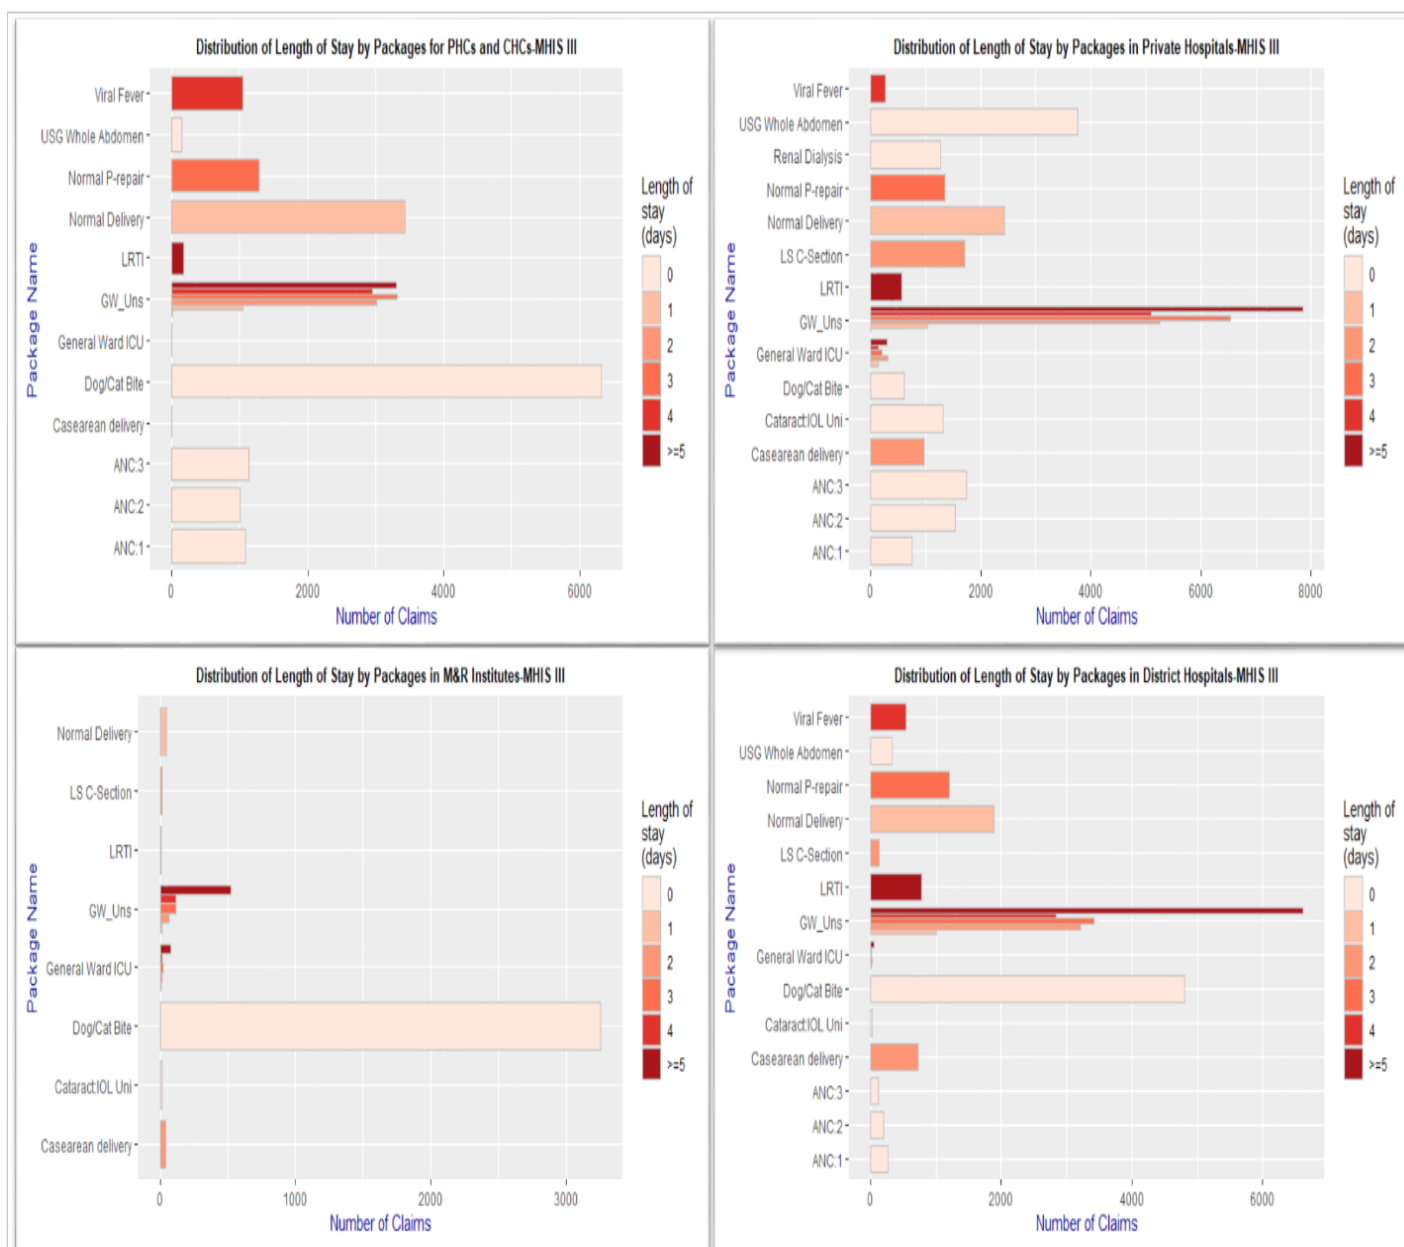 Distribution of Length of Stay by Packages for PHCs and CHCs-MHIS III
Package Name
Viral Fever
USG Whole Abdomen
Normal P-repair
Normal Delivery
LRTI
GW_Uns
General Ward ICU
Dog/Cat Bite
Casearean delivery
ANC:3
ANC:2
ANC:1
0 2000 4000 6000
Number of Claims
Length of
stay
(days)
0
1
2
3
4
>=5
Distribution of Length of Stay by Packages in Private Hospitals-MHIS III
Package Name
Viral Fever
USG Whole Abdomen
Renal Dialysis
Normal P-repair
Normal Delivery
LS C-Section
LRTI
GW_Uns
General Ward ICU
Dog/Cat Bite
Cataract:IOL Uni
Casearean delivery
ANC:3
ANC:2
ANC:1
0 2000 4000 6000 8000
Number of Claims
Length of
stay
(days)
0
1
2
3
4
>=5
Distribution of Length of Stay by Packages in M&R Institutes-MHIS III
Package Name
Normal Delivery
LS C-Section
LRTI
GW_Uns
General Ward ICU
Dog/Cat Bite
Cataract:IOL Uni
Casearean delivery
0 1000 2000 3000
Number of Claims
Length of
stay
(days)
0
1
2
3
4
>=5
Distribution of Length of Stay by Packages in District Hospitals-MHIS III
Package Name
Viral Fever
USG Whole Abdomen
Normal P-repair
Normal Delivery
LS C-Section
LRTI
GW_Uns
General Ward ICU
Dog/Cat Bite
Cataract:IOL Uni
Casearean delivery
ANC:3
ANC:2
ANC:1
0 2000 4000 6000
Number of Claims
Length of
stay
(days)
0
1
2
3
4
>=5